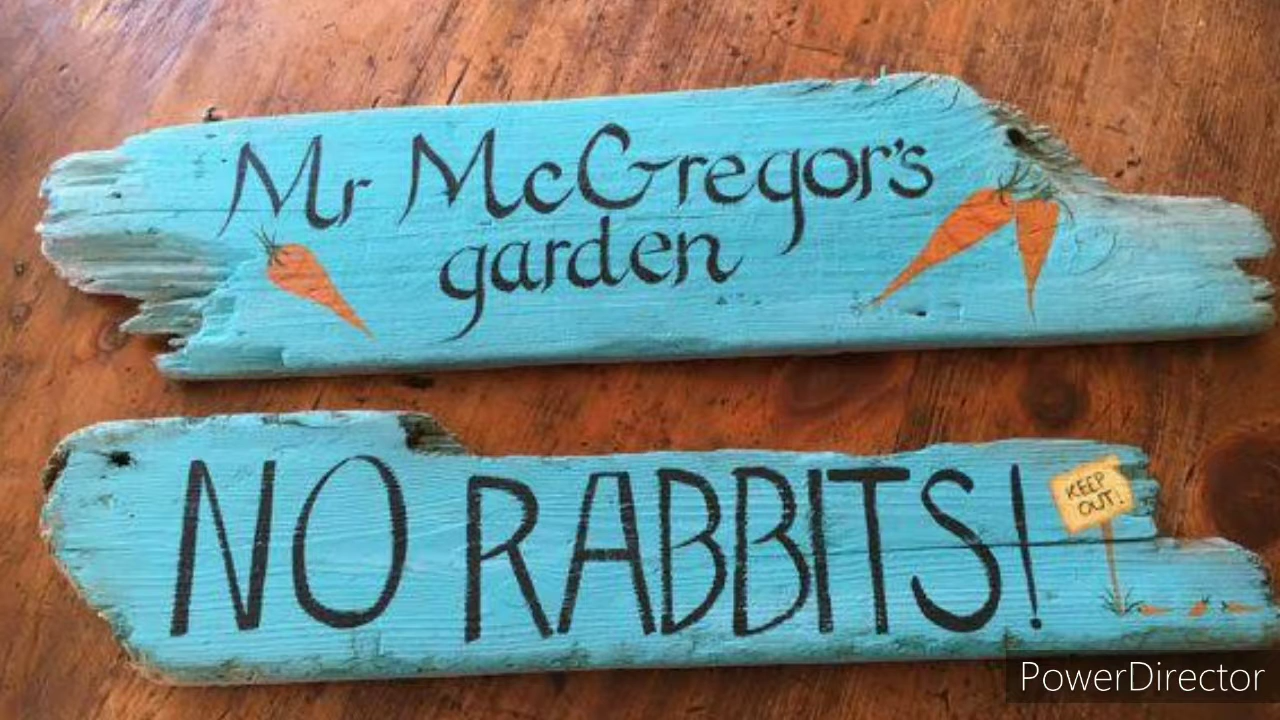 Mr McGregor's
garden
NO RABBITS!
KEEP
OUT!
PowerDirector